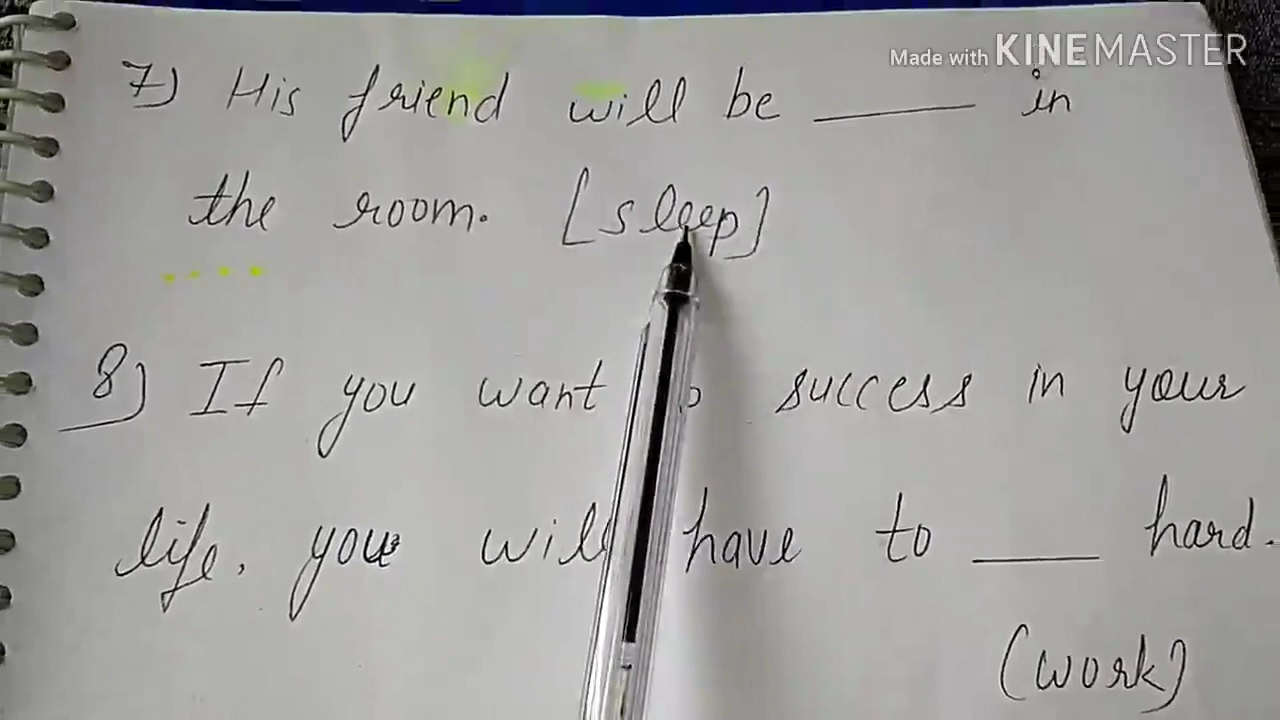 Made with KINEMASTER
7) His friend will be ____ in
the room. [sleep]
8) If you want success in your
life, you will have to ____ hard.
(work)